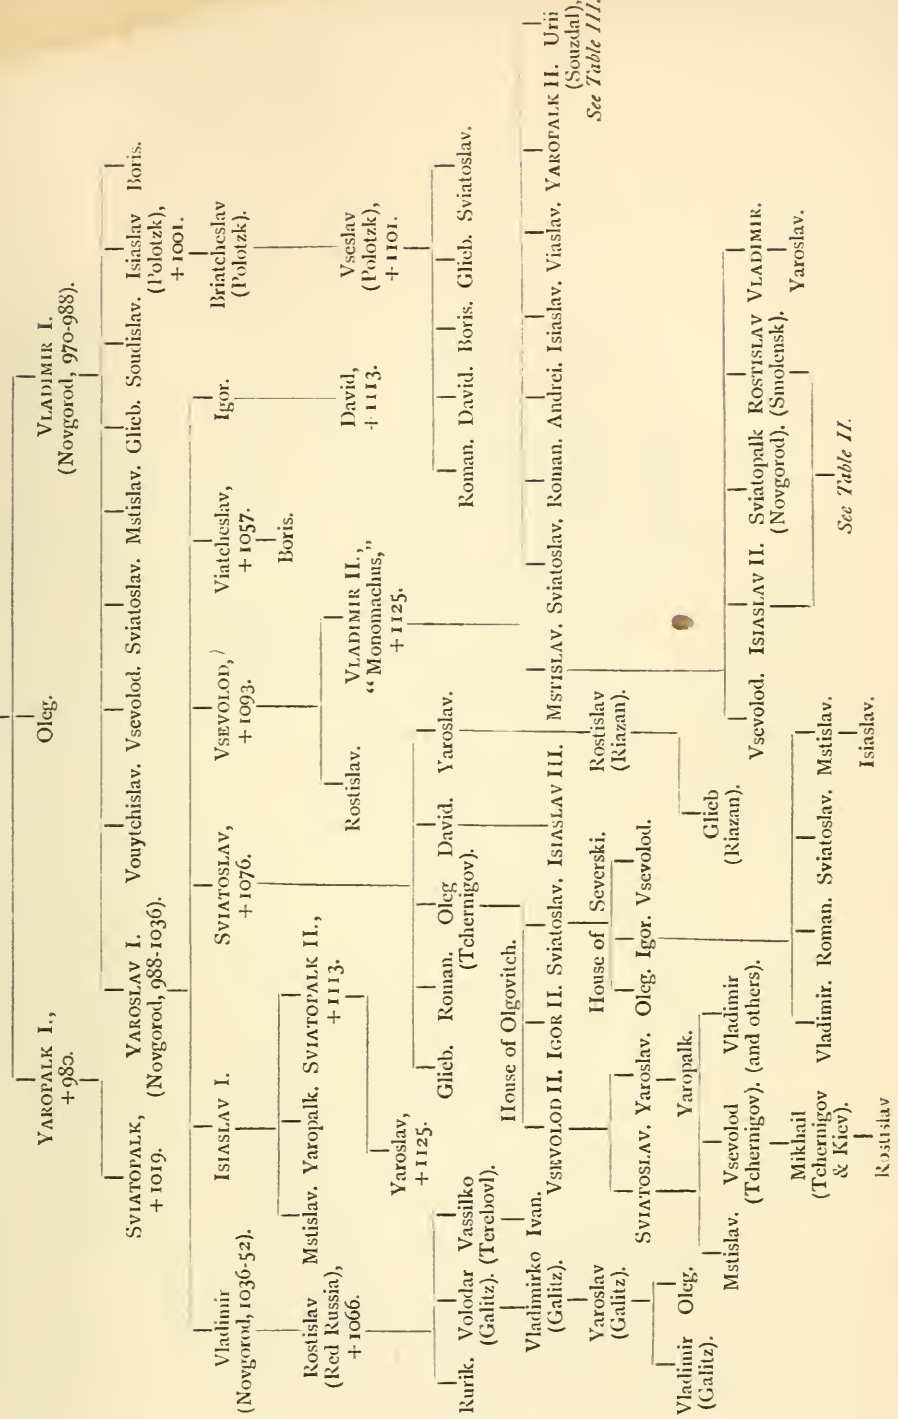 YAROPALK I., Oleg. VLADIMIR I.
+980. (Novgorod, 970-988).
SVIATOPALK, YAROSLAV I. Vouytchislav. Vsevolod. Sviatoslav. Mstislav. Glieb. Soudislav. Isiaslav Boris.
+1019. (Novgorod, 988-1036). (Polotzk),
+1001.
Vladimir ISIASLAV I. SVIATOSLAV, VSEVOLOD, Viatcheslav, Igor. Briatcheslav
(Novgorod, 1036-52). +1076. +1093. +1057. (Polotzk).
Boris.
Rostislav Mstislav. Yaropalk. SVIATOPALK II., Rostislav. VLADIMIR II., David, Vseslav
(Red Russia), +1113. “Monomachus,” +1113. (Polotzk),
+1066. +1125. +1101.
Yaroslav,
+1125.
Glieb. Roman. Oleg David. Yaroslav.
(Tchernigov).
Roman. David. Boris. Glieb. Sviatoslav.
Rurik. Volodar Vassilko
(Galitz). (Terebovl).
House of Olgovitch.
Vladimirko Ivan.
(Galitz).
VSEVOLOD II. IGOR II. Sviatoslav. ISIASLAV III. MSTISLAV. Sviatoslav. Roman. Andrei. Isiaslav. Viaslav. YAROPALK II. Urii
(Souzdal),
See Table III.
Yaroslav
(Galitz).
House of Severski. Rostislav
(Riazan).
SVIATOSLAV. Yaroslav. Oleg. Igor. Vsevolod.
Vladimir Oleg.
(Galitz).
Yaropalk.
Glieb
(Riazan).
Mstislav. Vsevolod Vladimir
(Tchernigov). (and others).
Vsevolod. ISIASLAV II. Sviatopalk ROSTISLAV VLADIMIR.
(Novgorod). (Smolensk).
Yaroslav.
See Table II.
Mikhail
(Tchernigov
& Kiev).
Vladimir. Roman. Sviatoslav. Mstislav.
Isiaslav.
Rostislav